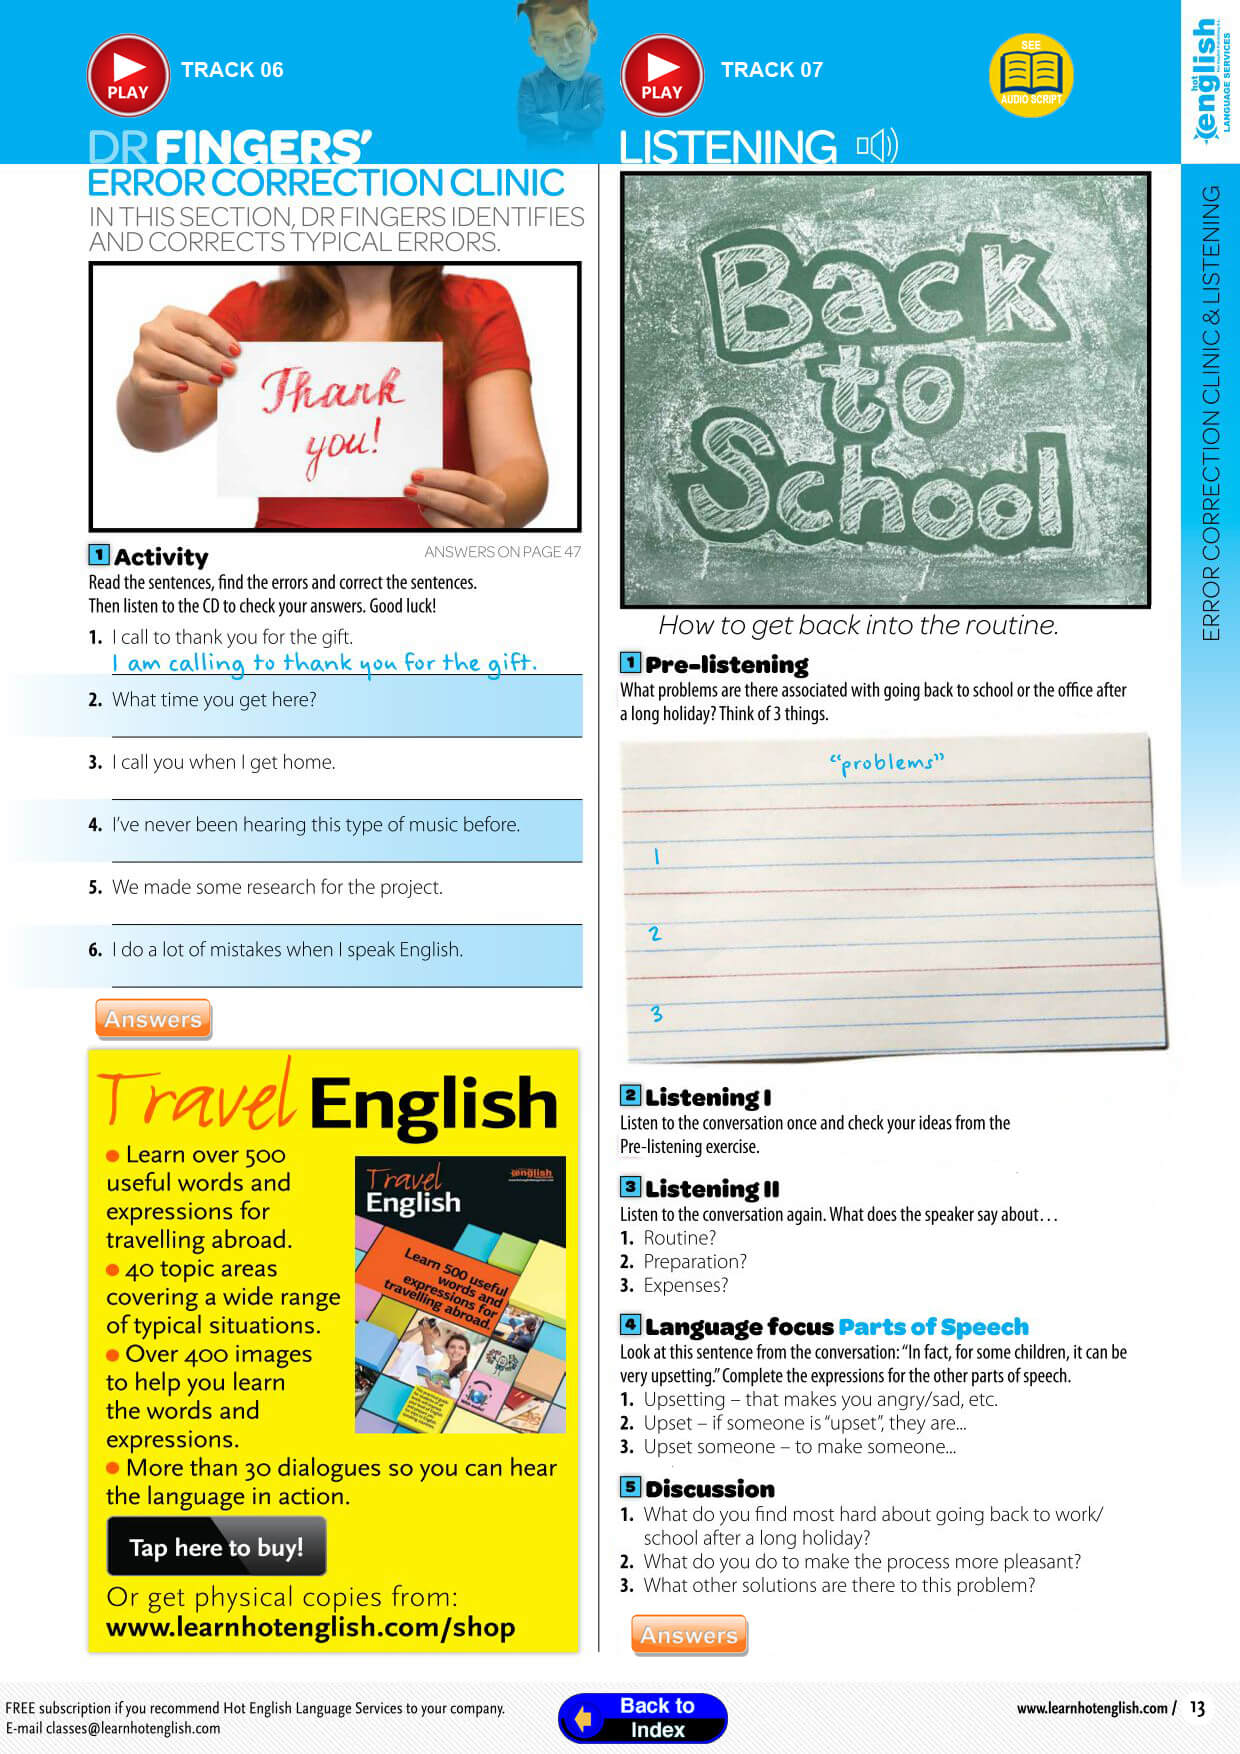 PLAY
TRACK 06
PLAY
TRACK 07
SEE
AUDIO SCRIPT
hot
english
LANGUAGE SERVICES
DR FINGERS’
ERROR CORRECTION CLINIC
IN THIS SECTION, DR FINGERS IDENTIFIES
AND CORRECTS TYPICAL ERRORS.
Thank
you!
1 Activity
ANSWERS ON PAGE 47
Read the sentences, find the errors and correct the sentences.
Then listen to the CD to check your answers. Good luck!
1. I call to thank you for the gift.
I am calling to thank you for the gift.
2. What time you get here?
3. I call you when I get home.
4. I’ve never been hearing this type of music before.
5. We made some research for the project.
6. I do a lot of mistakes when I speak English.
Answers
Travel English
Learn over 500
useful words and
expressions for
travelling abroad.
40 topic areas
covering a wide range
of typical situations.
Over 400 images
to help you learn
the words and
expressions.
More than 30 dialogues so you can hear
the language in action.
english
Travel
English
Learn 500 useful
words and
expressions for
travelling abroad.
Tap here to buy!
Or get physical copies from:
www.learnhotenglish.com/shop
LISTENING
Back
to
School
How to get back into the routine.
1 Pre-listening
What problems are there associated with going back to school or the office after
a long holiday? Think of 3 things.
“problems”
1
2
3
2 Listening I
Listen to the conversation once and check your ideas from the
Pre-listening exercise.
3 Listening II
Listen to the conversation again. What does the speaker say about…
1. Routine?
2. Preparation?
3. Expenses?
4 Language focus Parts of Speech
Look at this sentence from the conversation: “In fact, for some children, it can be
very upsetting.” Complete the expressions for the other parts of speech.
1. Upsetting – that makes you angry/sad, etc.
2. Upset – if someone is “upset”, they are...
3. Upset someone – to make someone...
5 Discussion
1. What do you find most hard about going back to work/
school after a long holiday?
2. What do you do to make the process more pleasant?
3. What other solutions are there to this problem?
Answers
ERROR CORRECTION CLINIC & LISTENING
FREE subscription if you recommend Hot English Language Services to your company.
E-mail classes@learnhotenglish.com
Back to
Index
www.learnhotenglish.com / 13